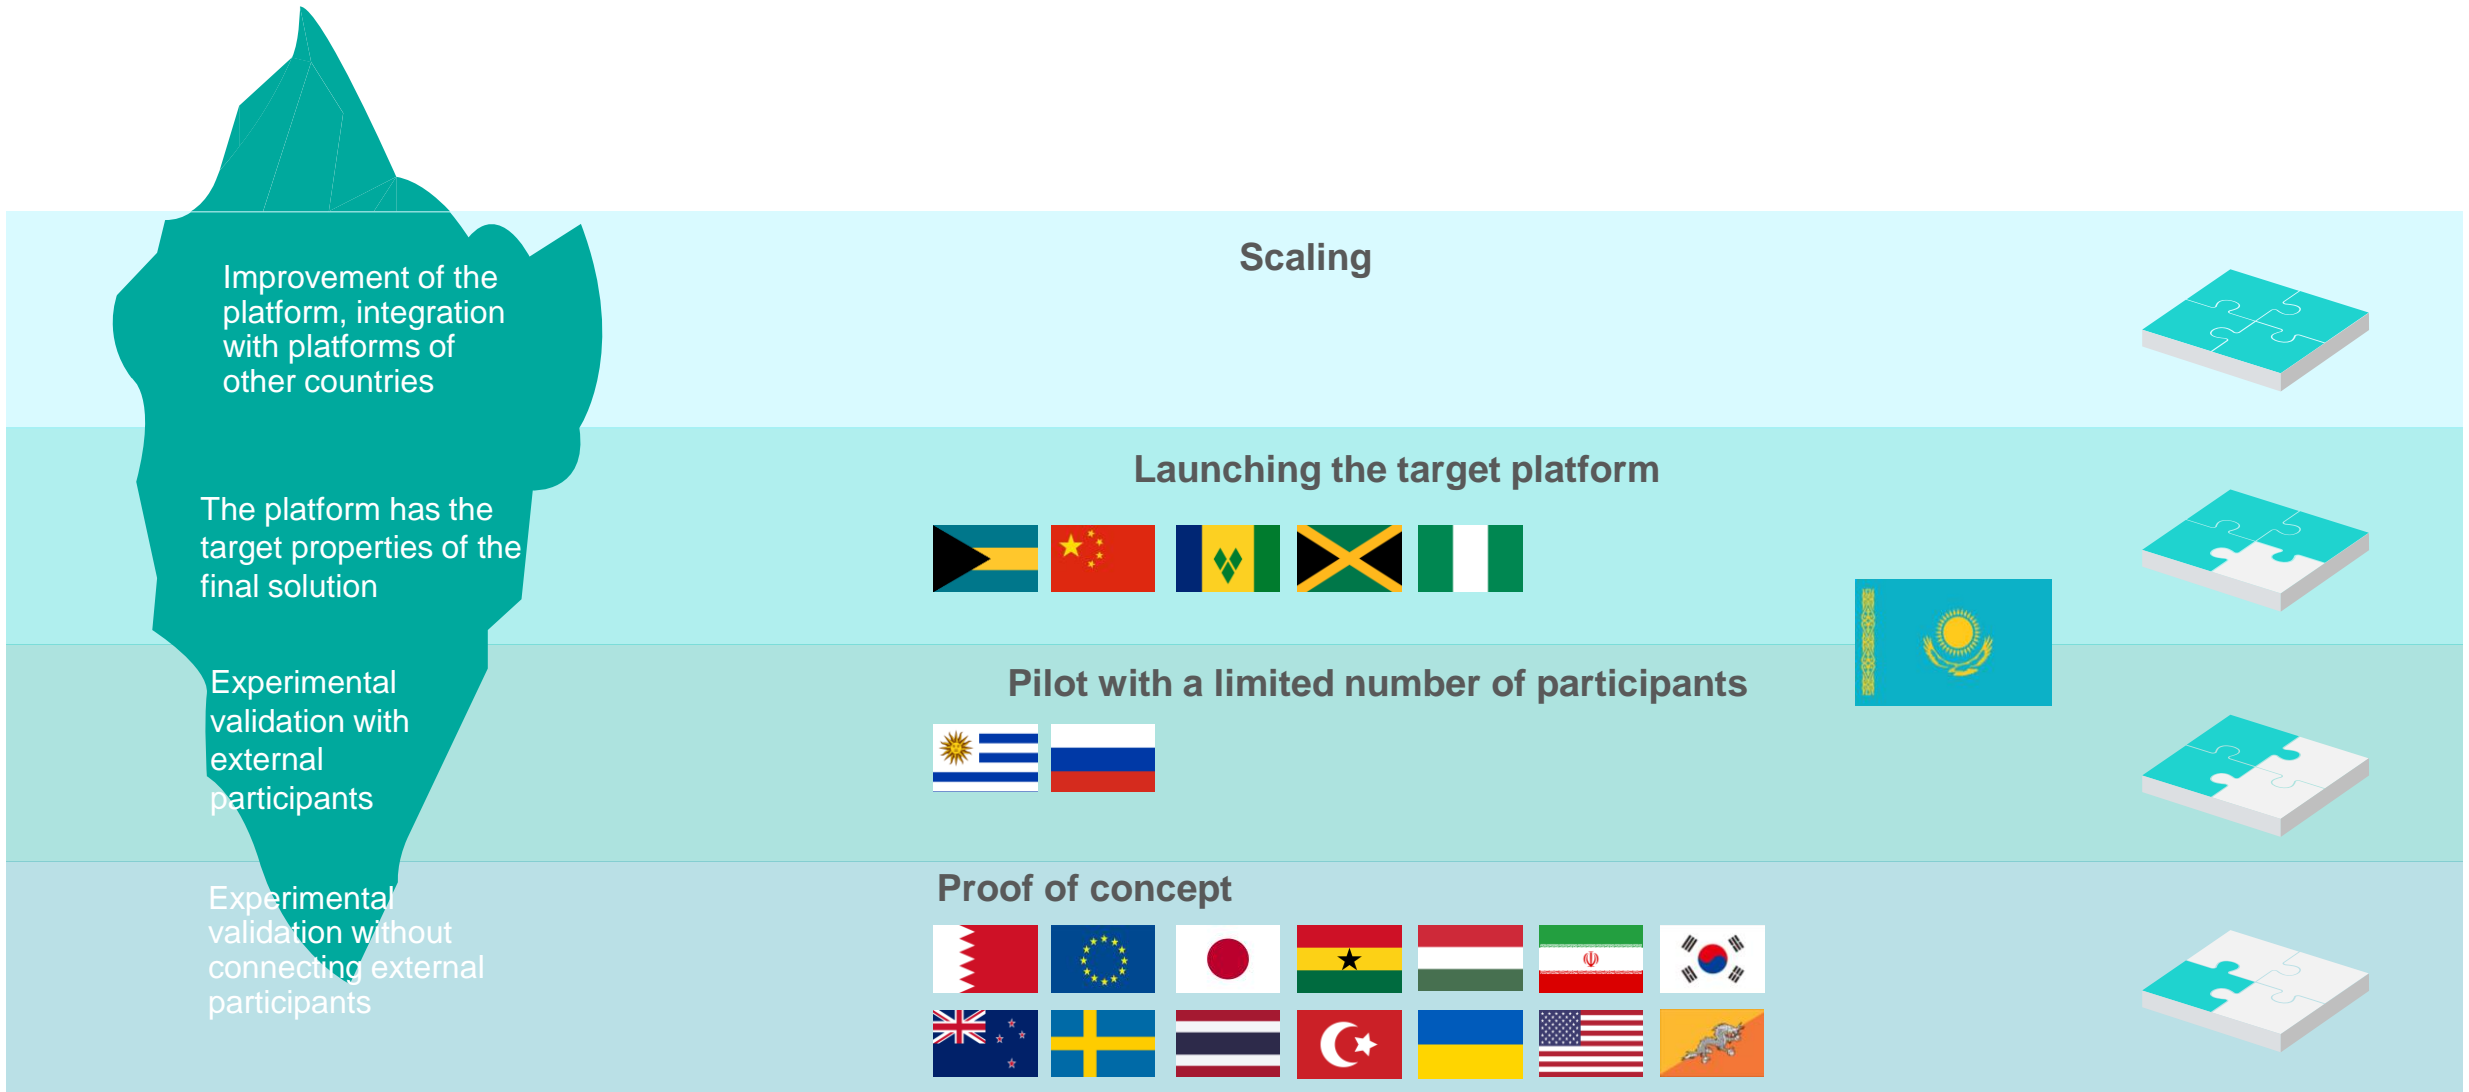 Scaling
Improvement of the
platform, integration
with platforms of
other countries
Launching the target platform
The platform has the
target properties of the
final solution
Pilot with a limited number of participants
Experimental
validation with
external
participants
Proof of concept
Experimental
validation without
connecting external
participants